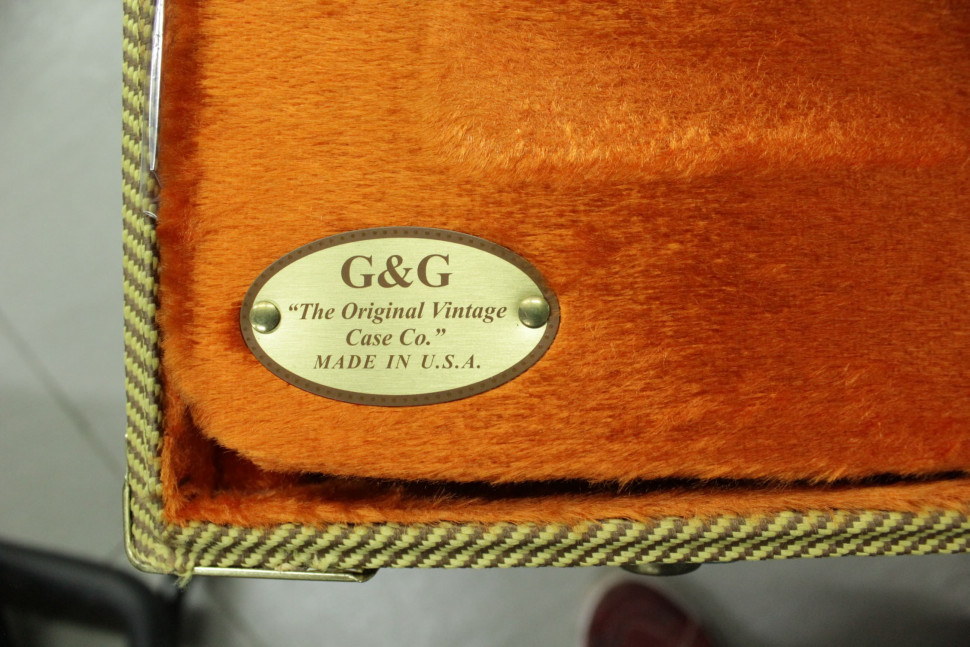 G&G
“The Original Vintage
Case Co.”
MADE IN U.S.A.